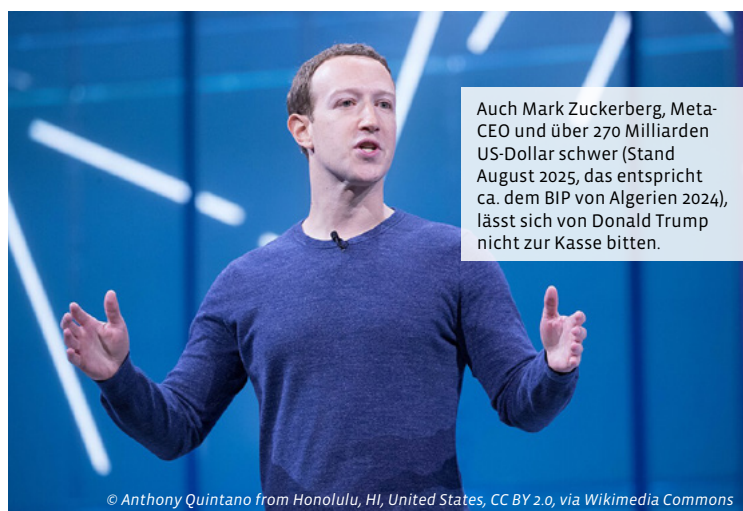 Auch Mark Zuckerberg, Meta-
CEO und über 270 Milliarden
US-Dollar schwer (Stand
August 2025, das entspricht
ca. dem BIP von Algerien 2024),
lässt sich von Donald Trump
nicht zur Kasse bitten.
© Anthony Quintano from Honolulu, HI, United States, CC BY 2.0, via Wikimedia Commons